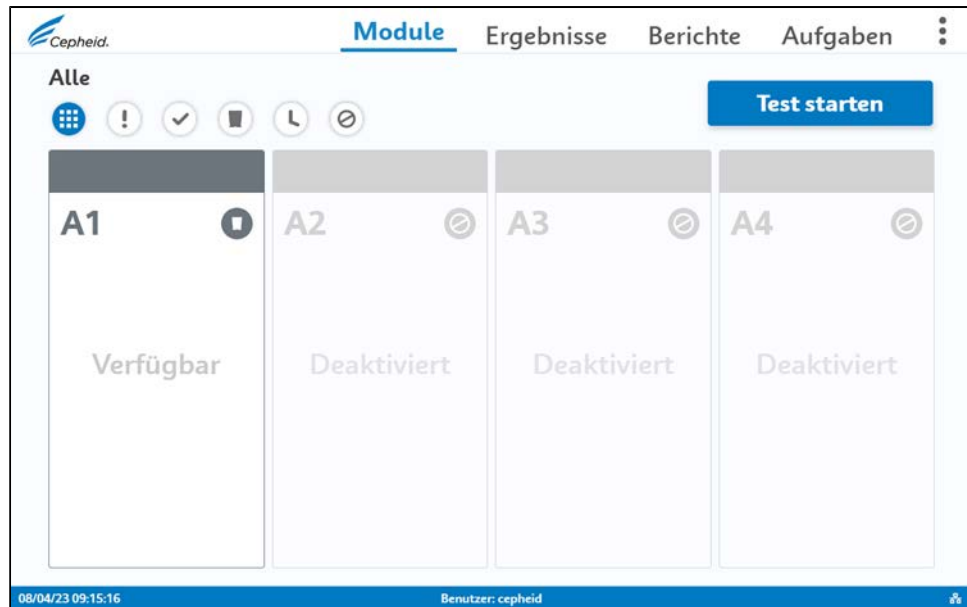 Cepheid.
Module Ergebnisse Berichte Aufgaben
Alle
Test starten
A1 A2 A3 A4
Verfügbar Deaktiviert Deaktiviert Deaktiviert
08/04/23 09:15:16 Benutzer: cepheid